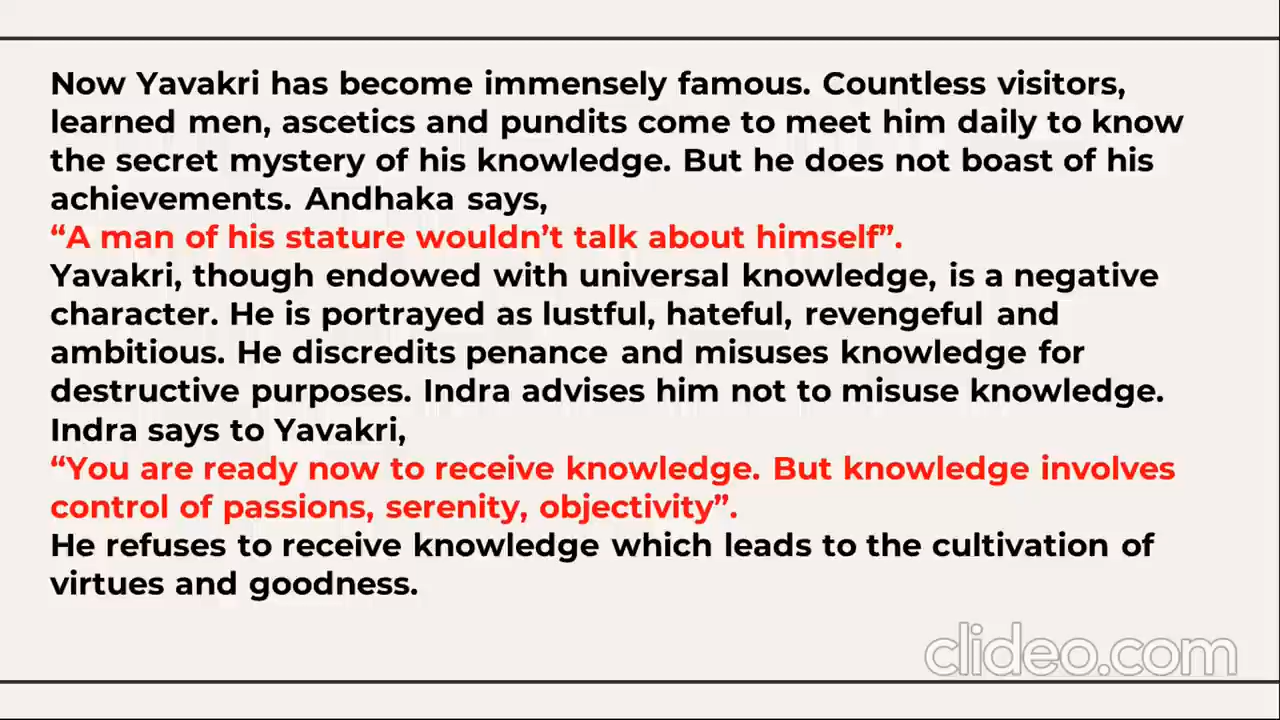 Now Yavakri has become immensely famous. Countless visitors,
learned men, ascetics and pundits come to meet him daily to know
the secret mystery of his knowledge. But he does not boast of his
achievements. Andhaka says,
“A man of his stature wouldn’t talk about himself”.
Yavakri, though endowed with universal knowledge, is a negative
character. He is portrayed as lustful, hateful, revengeful and
ambitious. He discredits penance and misuses knowledge for
destructive purposes. Indra advises him not to misuse knowledge.
Indra says to Yavakri,
“You are ready now to receive knowledge. But knowledge involves
control of passions, serenity, objectivity”.
He refuses to receive knowledge which leads to the cultivation of
virtues and goodness.
clideo.com